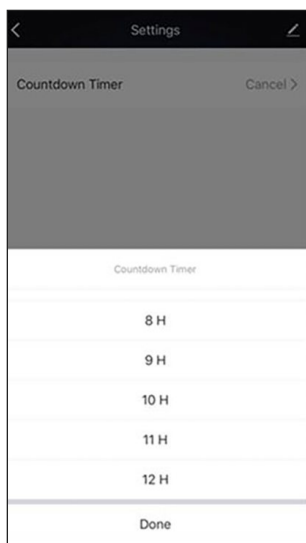 Settings
Countdown Timer Cancel >
Countdown Timer
8 H
9 H
10 H
11 H
12 H
Done